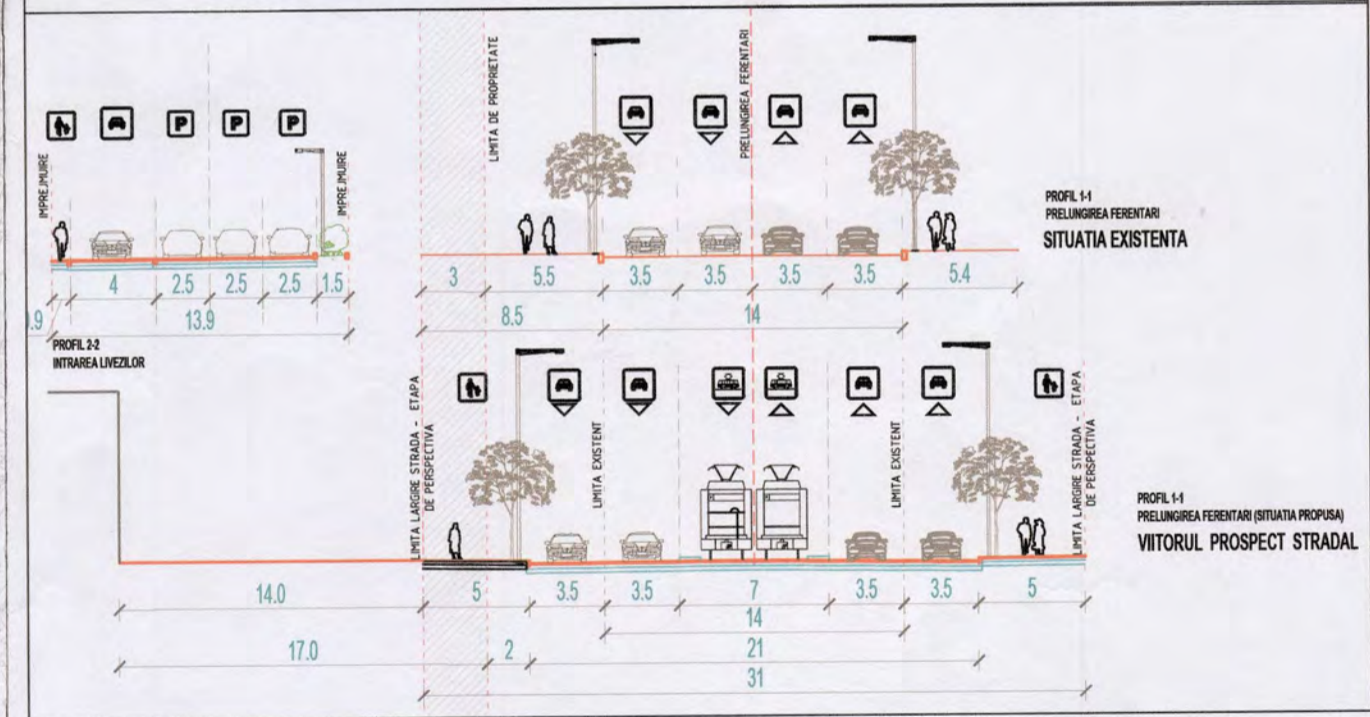 IMPREJMUIRE
P
P
P
IMPREJMUIRE
4
2.5
2.5
2.5
1.5
.9
13.9
PROFIL 2-2
INTRAREA LIVEZILOR
LIMITA DE PROPRIETATE
PRELUNGIREA FERENTARI
3
5.5
3.5
3.5
3.5
3.5
5.4
8.5
14
PROFIL 1-1
PRELUNGIREA FERENTARI
SITUATIA EXISTENTA
LIMITA LARGIRE STRADA - ETAPA
DE PERSPECTIVA
LIMITA EXISTENT
LIMITA EXISTENT
LIMITA LARGIRE STRADA - ETAPA
DE PERSPECTIVA
14.0
5
3.5
3.5
7
3.5
3.5
5
14
17.0
2
21
31
PROFIL 1-1
PRELUNGIREA FERENTARI (SITUATIA PROPUSA)
VIITORUL PROSPECT STRADAL